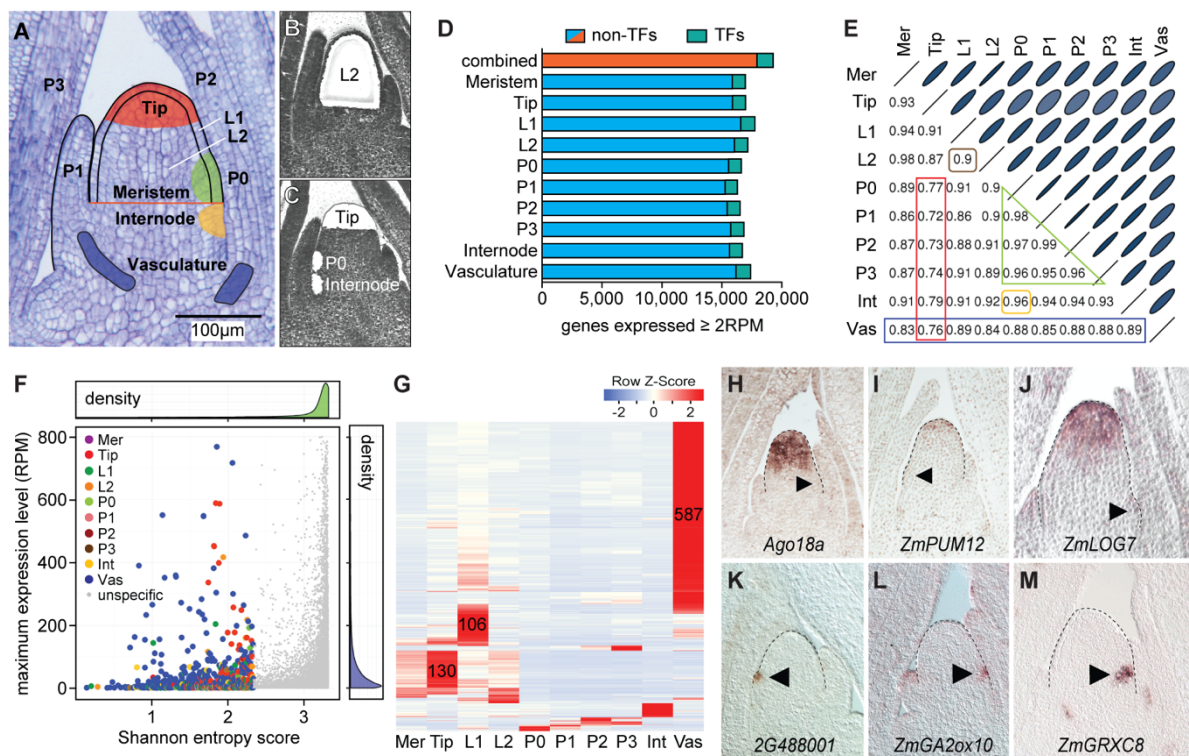 A
P3
P2
Tip
L1
L2
P1
P0
Meristem
Internode
Vasculature
100µm
B
L2
C
Tip
P0
Internode
D
non-TFs TFs
combined
Meristem
Tip
L1
L2
P0
P1
P2
P3
Internode
Vasculature
0 5,000 10,000 15,000 20,000
genes expressed ≥ 2RPM
E
Mer Tip L1 L2 P0 P1 P2 P3 Int Vas
Mer
Tip 0.93
L1 0.94 0.91
L2 0.98 0.87 0.9
P0 0.89 0.77 0.91 0.9
P1 0.86 0.72 0.86 0.9 0.98
P2 0.87 0.73 0.88 0.91 0.97 0.99
P3 0.87 0.74 0.91 0.89 0.96 0.95 0.96
Int 0.91 0.79 0.91 0.92 0.96 0.94 0.94 0.93
Vas 0.83 0.76 0.89 0.84 0.88 0.85 0.88 0.88 0.89
F
density
density
maximum expression level (RPM)
800
600
400
200
0
Mer
Tip
L1
L2
P0
P1
P2
P3
Int
Vas
unspecific
1 2 3
Shannon entropy score
G
Row Z-Score
-2 0 2
587
106
130
Mer Tip L1 L2 P0 P1 P2 P3 Int Vas
H
Ago18a
I
ZmPUM12
J
ZmLOG7
K
2G488001
L
ZmGA2ox10
M
ZmGRXC8